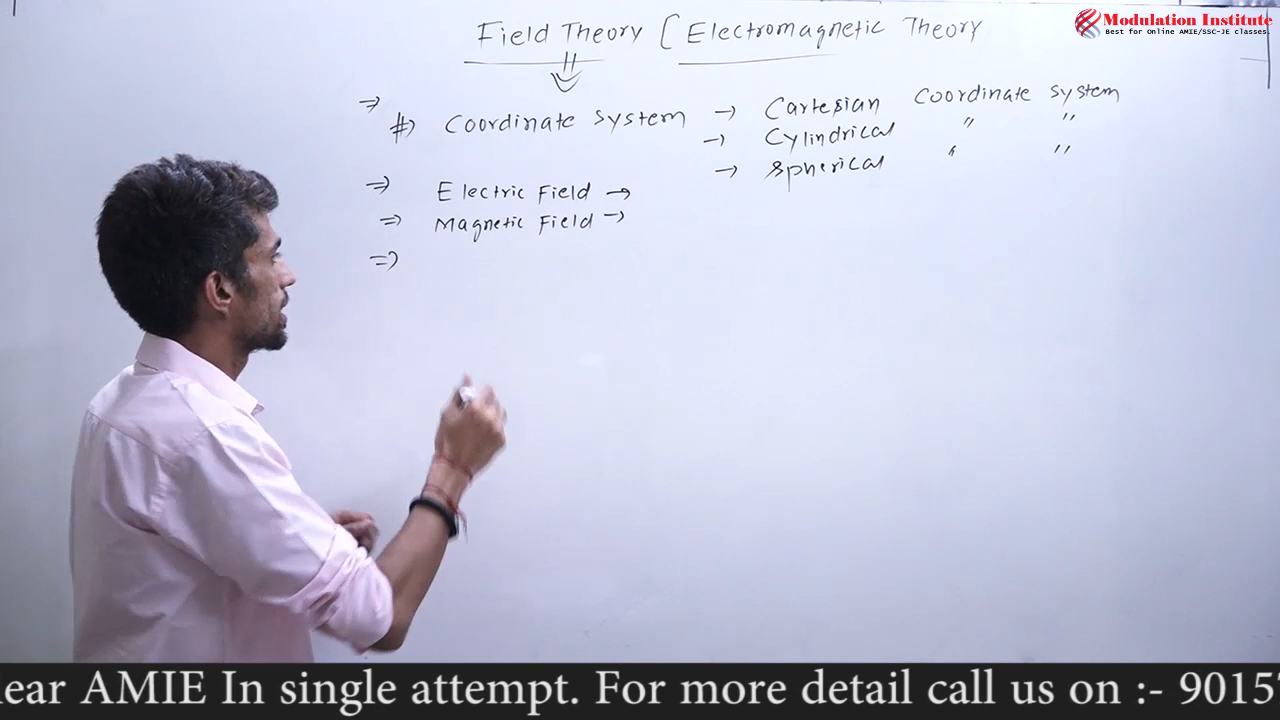 Field Theory [ Electromagnetic Theory
Modulation Institute
Best for Online AMIE/SSC-JE classes.
⇒ #) Coordinate System → Cartesian Coordinate System
→ Cylindrical " "
→ Spherical " "
⇒ Electric Field →
⇒ Magnetic Field →
⇒
lear AMIE In single attempt. For more detail call us on :- 9015